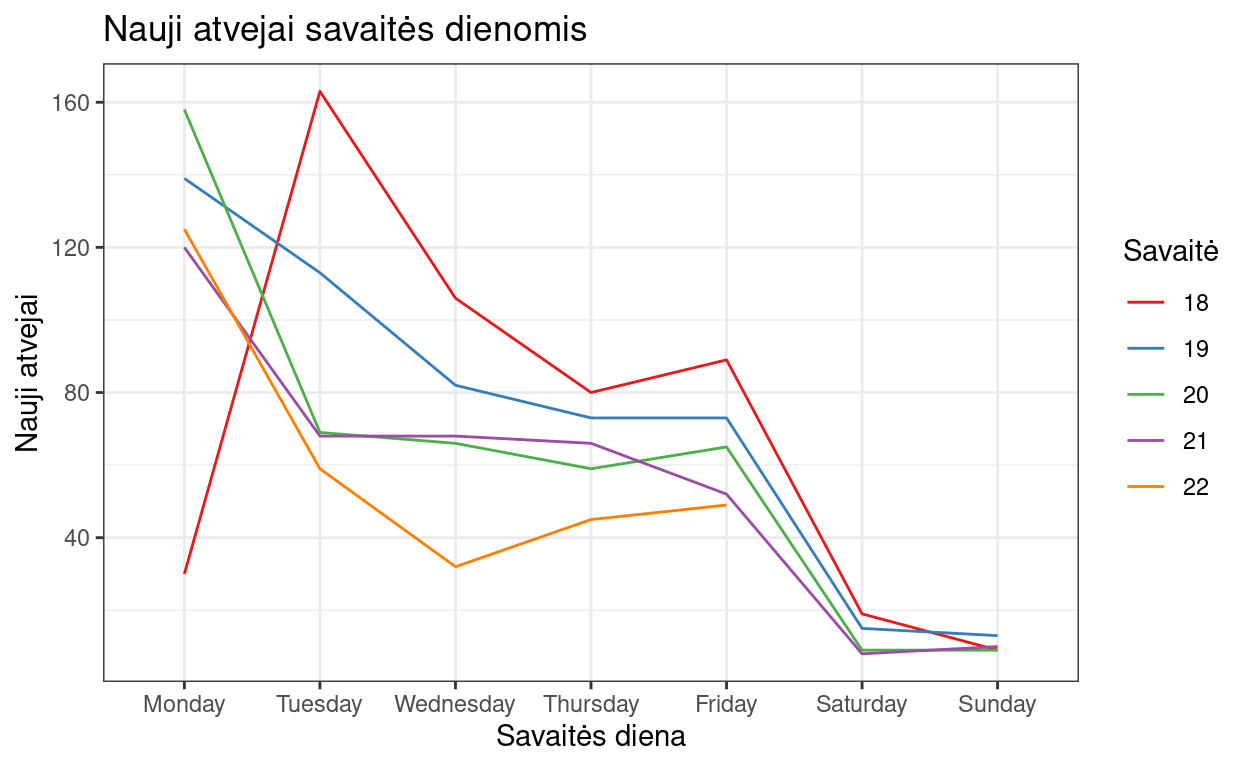 Nauji atvejai savaitės dienomis
Nauji atvejai
160
120
80
40
Monday Tuesday Wednesday Thursday Friday Saturday Sunday
Savaitės diena
Savaitė
18
19
20
21
22